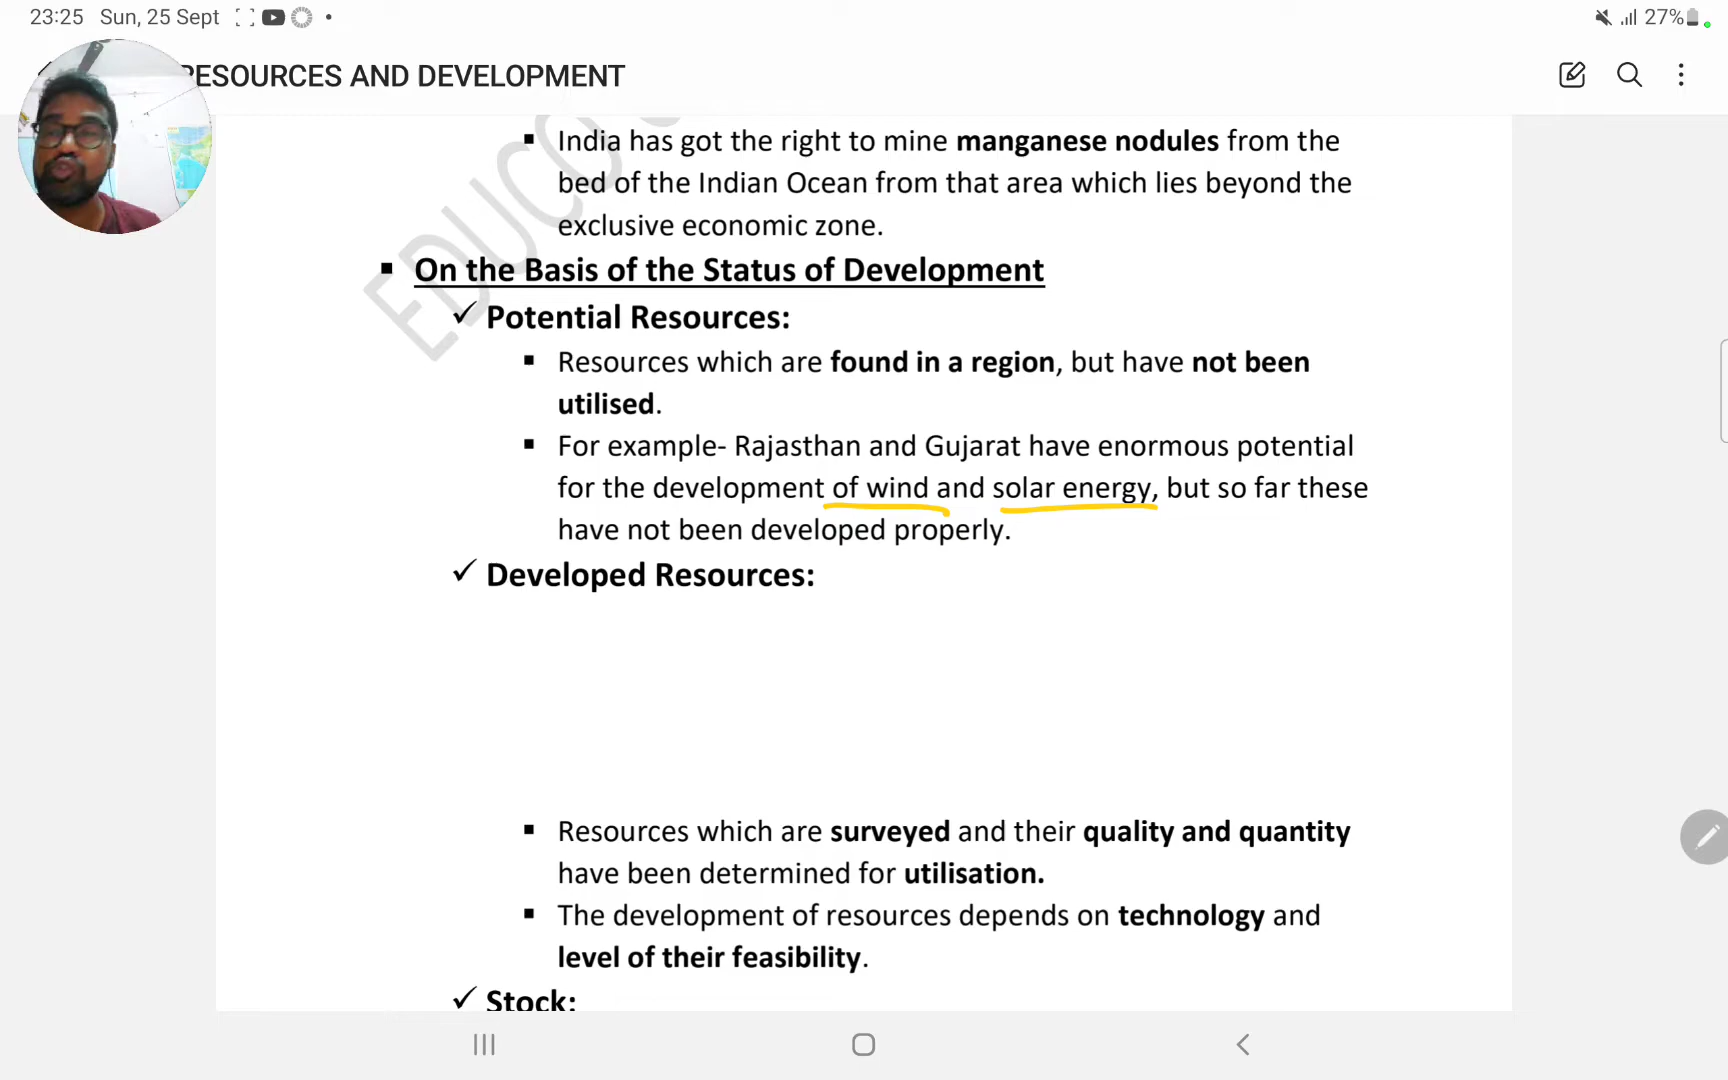 23:25 Sun, 25 Sept
27%
RESOURCES AND DEVELOPMENT
▪ India has got the right to mine manganese nodules from the
bed of the Indian Ocean from that area which lies beyond the
exclusive economic zone.
EDUCO
▪ On the Basis of the Status of Development
✓ Potential Resources:
▪ Resources which are found in a region, but have not been
utilised.
▪ For example- Rajasthan and Gujarat have enormous potential
for the development of wind and solar energy, but so far these
have not been developed properly.
✓ Developed Resources:
▪ Resources which are surveyed and their quality and quantity
have been determined for utilisation.
▪ The development of resources depends on technology and
level of their feasibility.
✓ Stock: